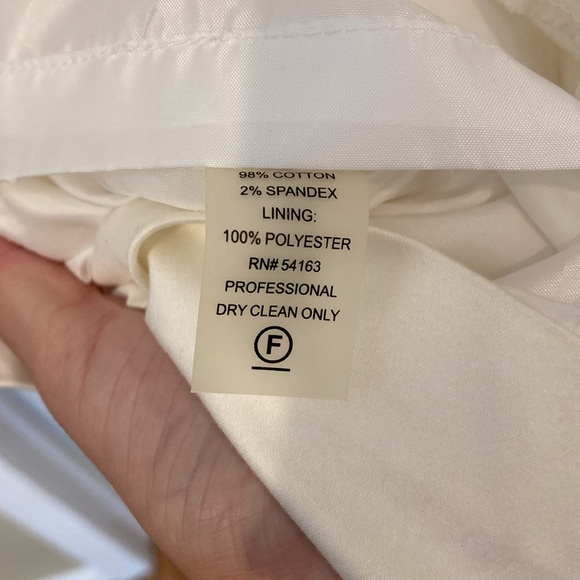 98% COTTON
2% SPANDEX
LINING:
100% POLYESTER
RN# 54163
PROFESSIONAL
DRY CLEAN ONLY
F